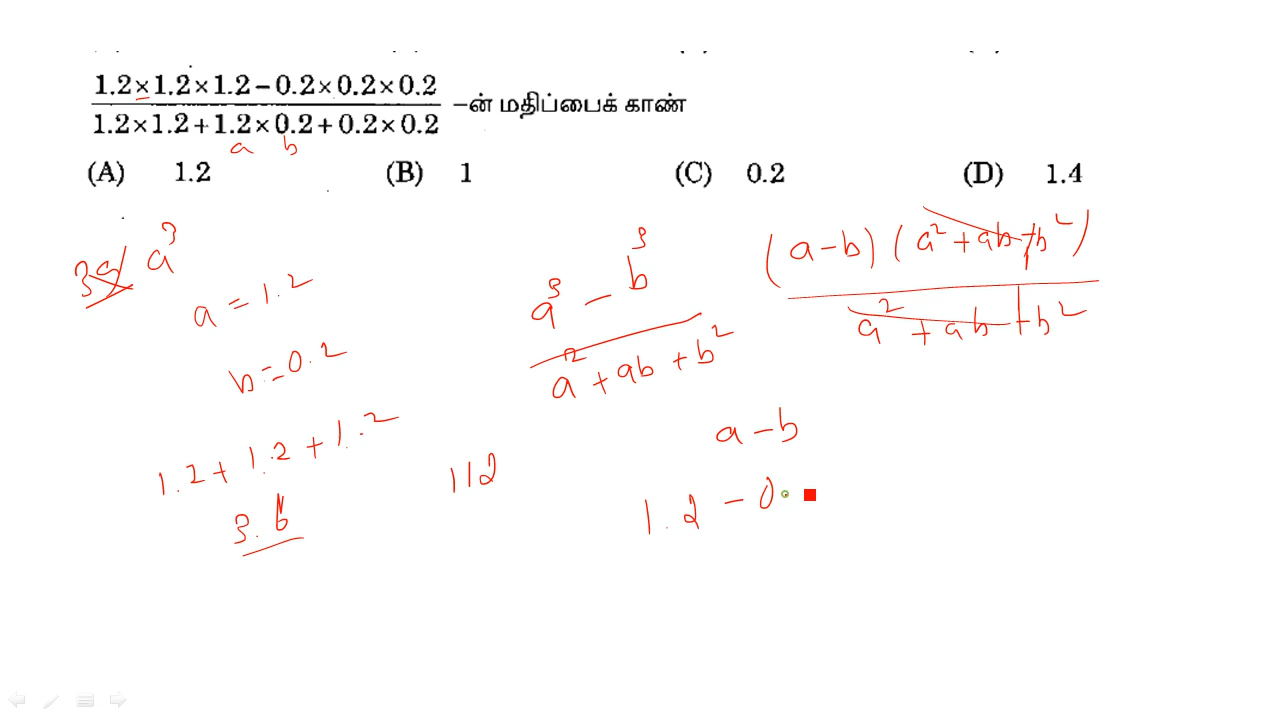 1.2×1.2×1.2−0.2×0.2×0.2
1.2×1.2+1.2×0.2+0.2×0.2
–ன் மதிப்பைக் காண்
a b
(A) 1.2 (B) 1 (C) 0.2 (D) 1.4
3a a³
a = 1.2
b = 0.2
1.2 + 1.2 + 1.2
3.6
a³ − b³
a² + ab + b²
(a−b) (a² + ab + b²)
a² + ab + b²
a − b
1.2 − 0.